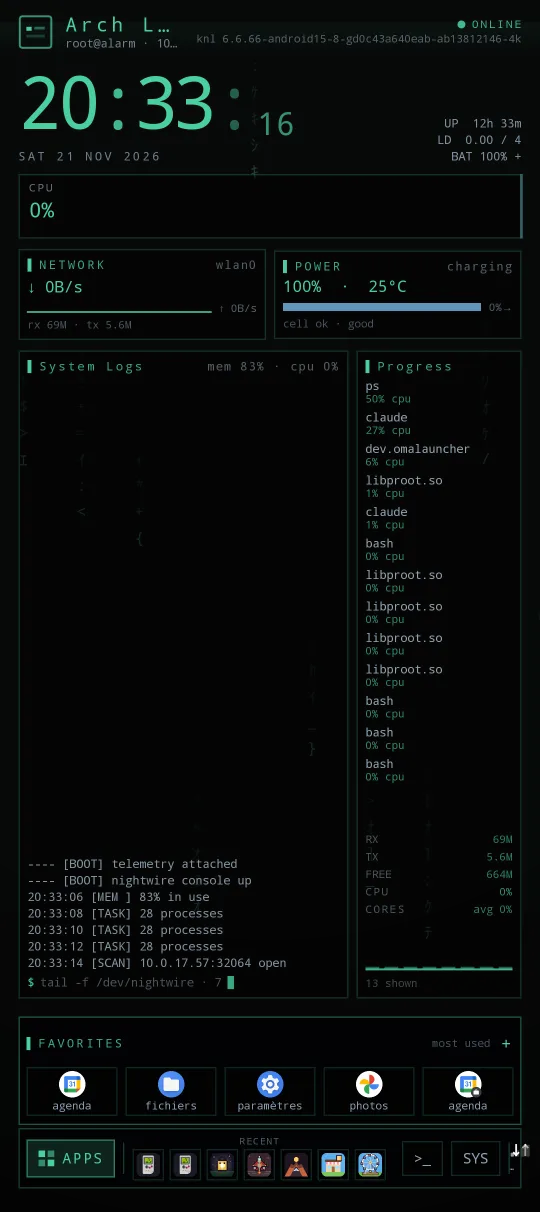 Arch L…
● ONLINE
root@alarm · 10…
knl 6.6.66-android15-8-gd0c43a640eab-ab13812146-4k
20:33:16
UP 12h 33m
LD 0.00 / 4
SAT 21 NOV 2026
BAT 100% +
CPU
0%
NETWORK wlan0
↓ 0B/s
↑ 0B/s
rx 69M · tx 5.6M
POWER charging
100% · 25°C
0%→
cell ok · good
System Logs mem 83% · cpu 0%
---- [BOOT] telemetry attached
---- [BOOT] nightwire console up
20:33:06 [MEM ] 83% in use
20:33:08 [TASK] 28 processes
20:33:10 [TASK] 28 processes
20:33:12 [TASK] 28 processes
20:33:14 [SCAN] 10.0.17.57:32064 open
$ tail -f /dev/nightwire · 7
Progress
ps
50% cpu
claude
27% cpu
dev.omalauncher
6% cpu
libproot.so
1% cpu
claude
1% cpu
bash
0% cpu
libproot.so
0% cpu
libproot.so
0% cpu
libproot.so
0% cpu
libproot.so
0% cpu
bash
0% cpu
bash
0% cpu
bash
0% cpu
RX 69M
TX 5.6M
FREE 664M
CPU 0%
CORES avg 0%
13 shown
FAVORITES most used +
31 31
agenda fichiers paramètres photos agenda
RECENT
APPS >_ SYS